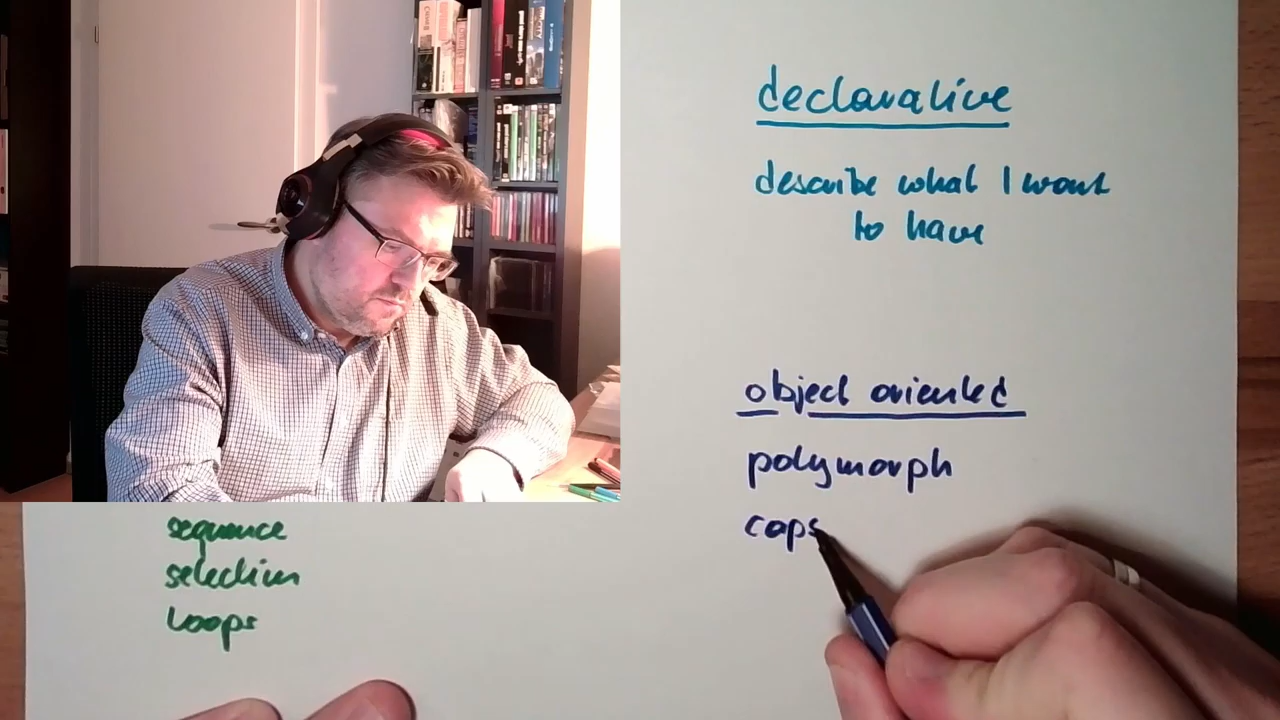 declarative
describe what I want
to have
object oriented
polymorph
caps
sequence
selection
loops